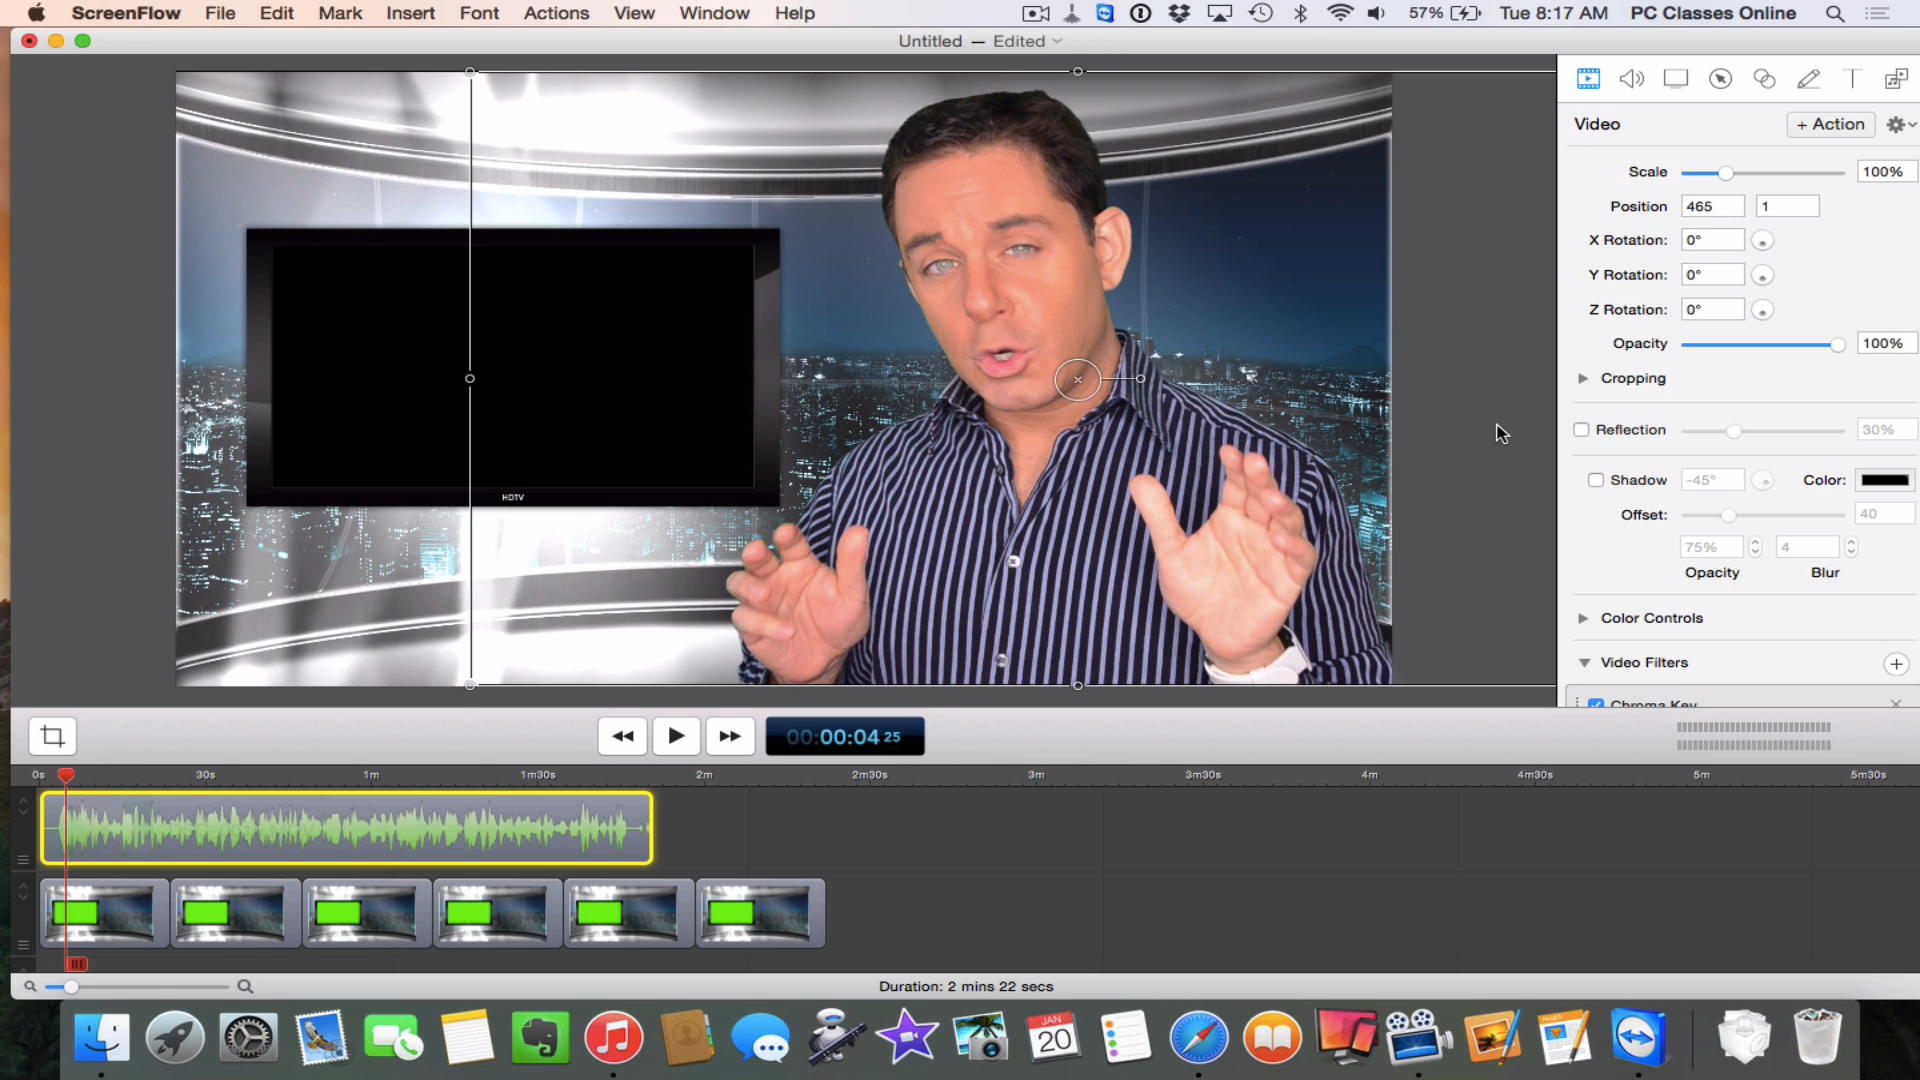 ScreenFlow File Edit Mark Insert Font Actions View Window Help 57% Tue 8:17 AM PC Classes Online
Untitled — Edited
Video + Action
Scale 100%
Position 465 1
X Rotation: 0°
Y Rotation: 0°
Z Rotation: 0°
Opacity 100%
Cropping
Reflection 30%
Shadow -45° Color:
Offset: 40
75% 4
Opacity Blur
Color Controls
Video Filters
Chroma Key
HDTV
00:00:04 25
0s 30s 1m 1m30s 2m 2m30s 3m 3m30s 4m 4m30s 5m 5m30s
Duration: 2 mins 22 secs
JAN
20
PAGES